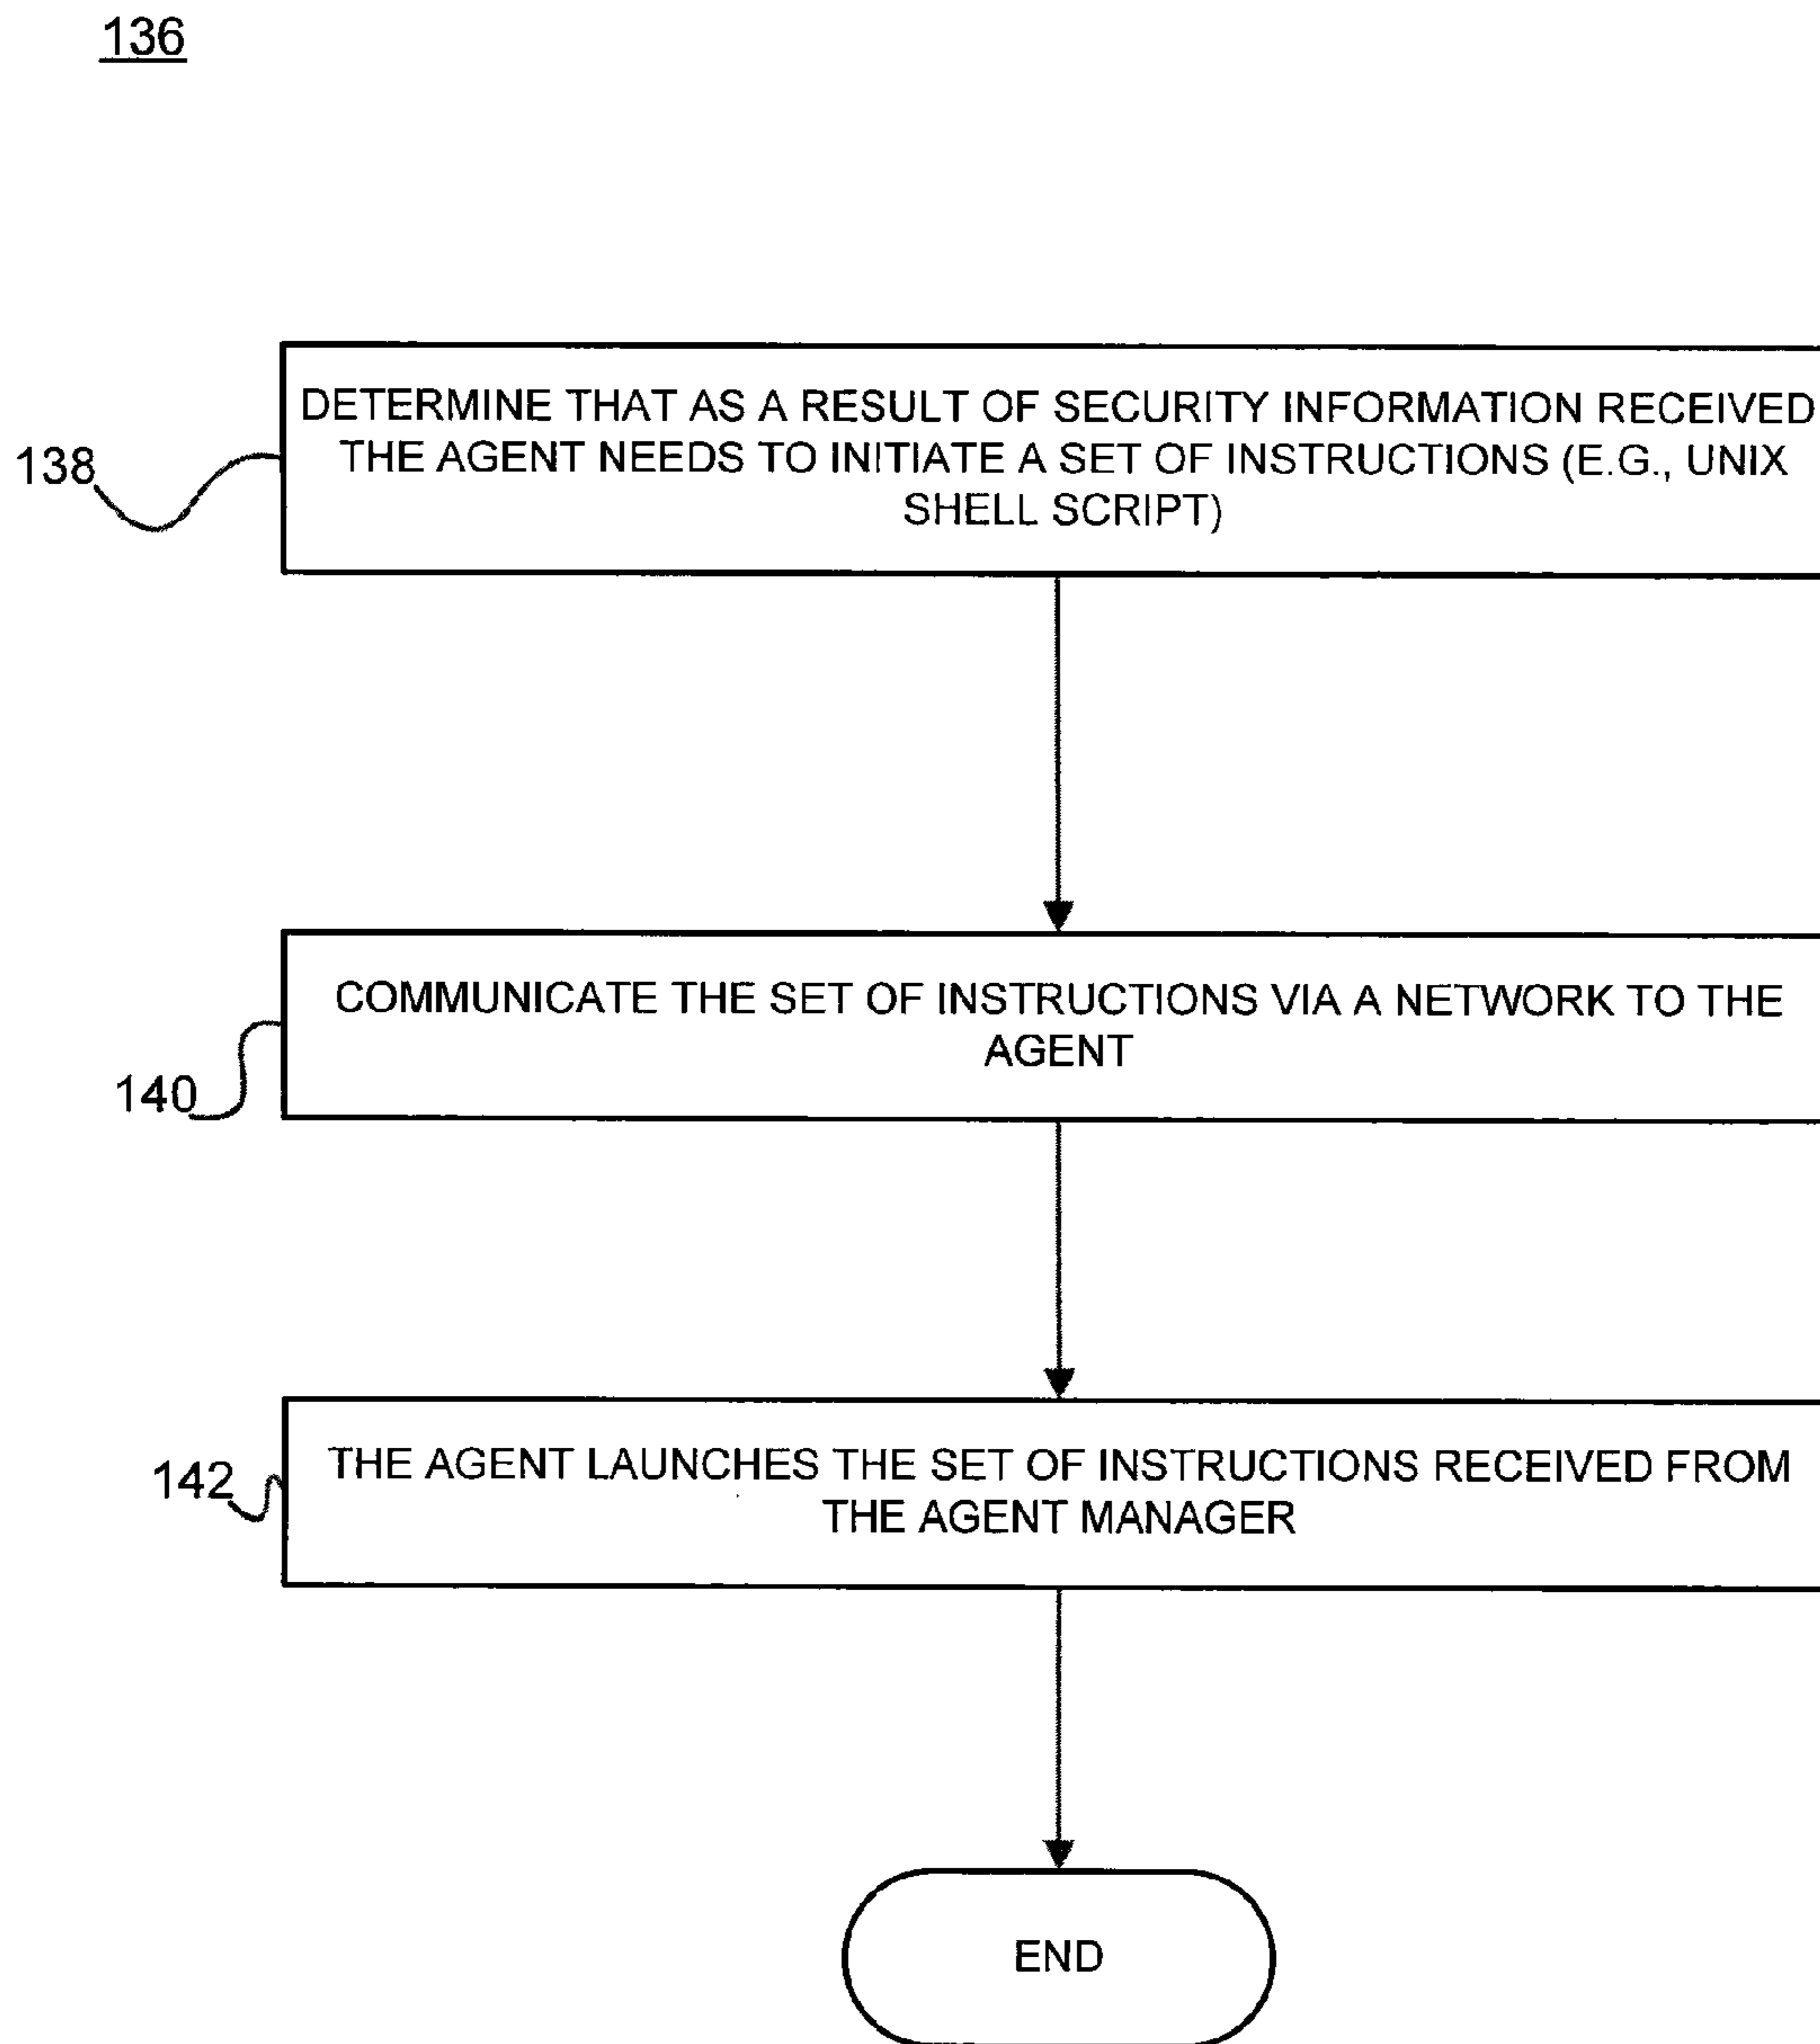 136
DETERMINE THAT AS A RESULT OF SECURITY INFORMATION RECEIVED
THE AGENT NEEDS TO INITIATE A SET OF INSTRUCTIONS (E.G., UNIX
SHELL SCRIPT)
138
COMMUNICATE THE SET OF INSTRUCTIONS VIA A NETWORK TO THE
AGENT
140
THE AGENT LAUNCHES THE SET OF INSTRUCTIONS RECEIVED FROM
THE AGENT MANAGER
142
END